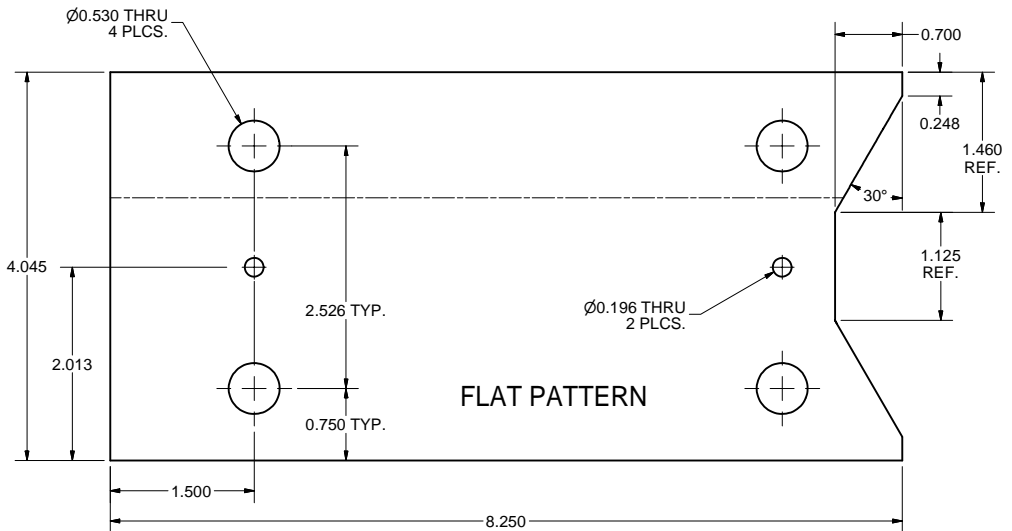 Ø0.530 THRU
4 PLCS.
0.700
0.248
1.460
REF.
30°
4.045
1.125
REF.
2.526 TYP.
Ø0.196 THRU
2 PLCS.
2.013
FLAT PATTERN
0.750 TYP.
1.500
8.250